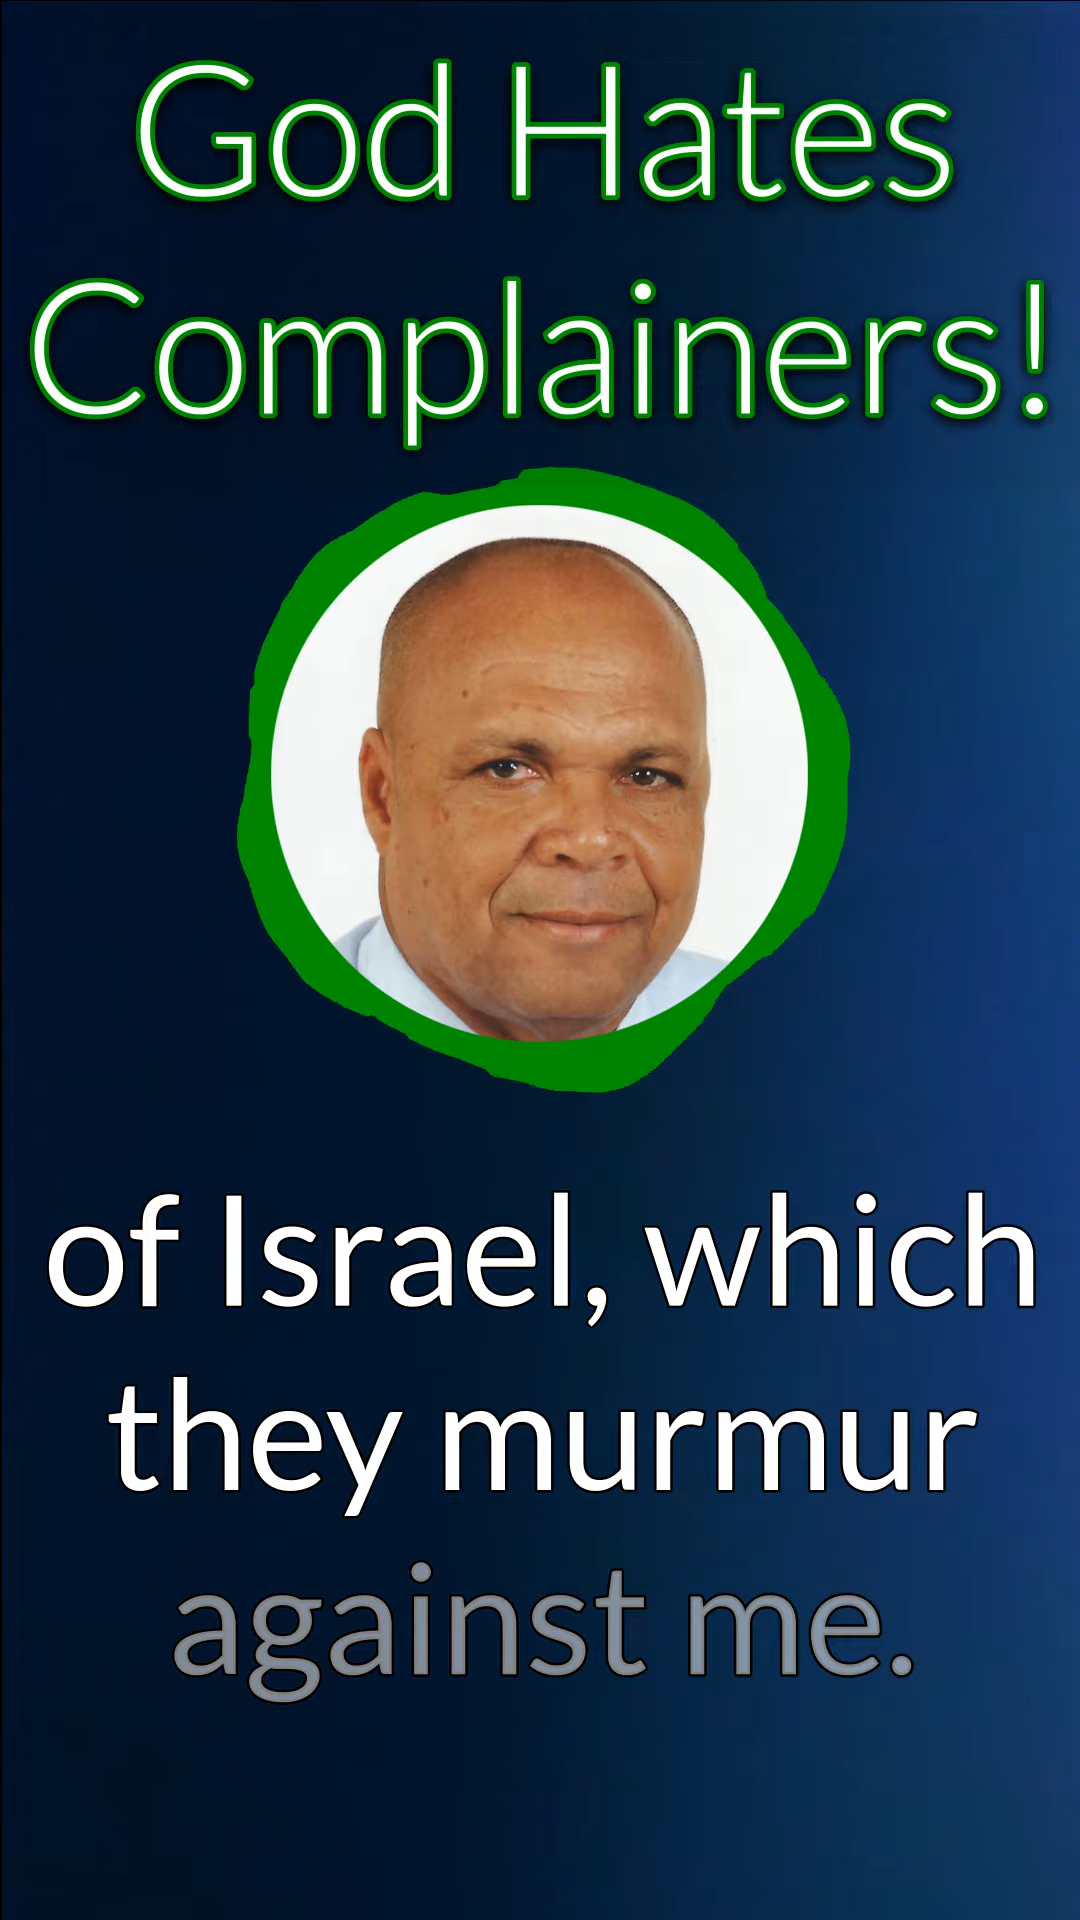 God Hates
Complainers!
of Israel, which
they murmur
against me.